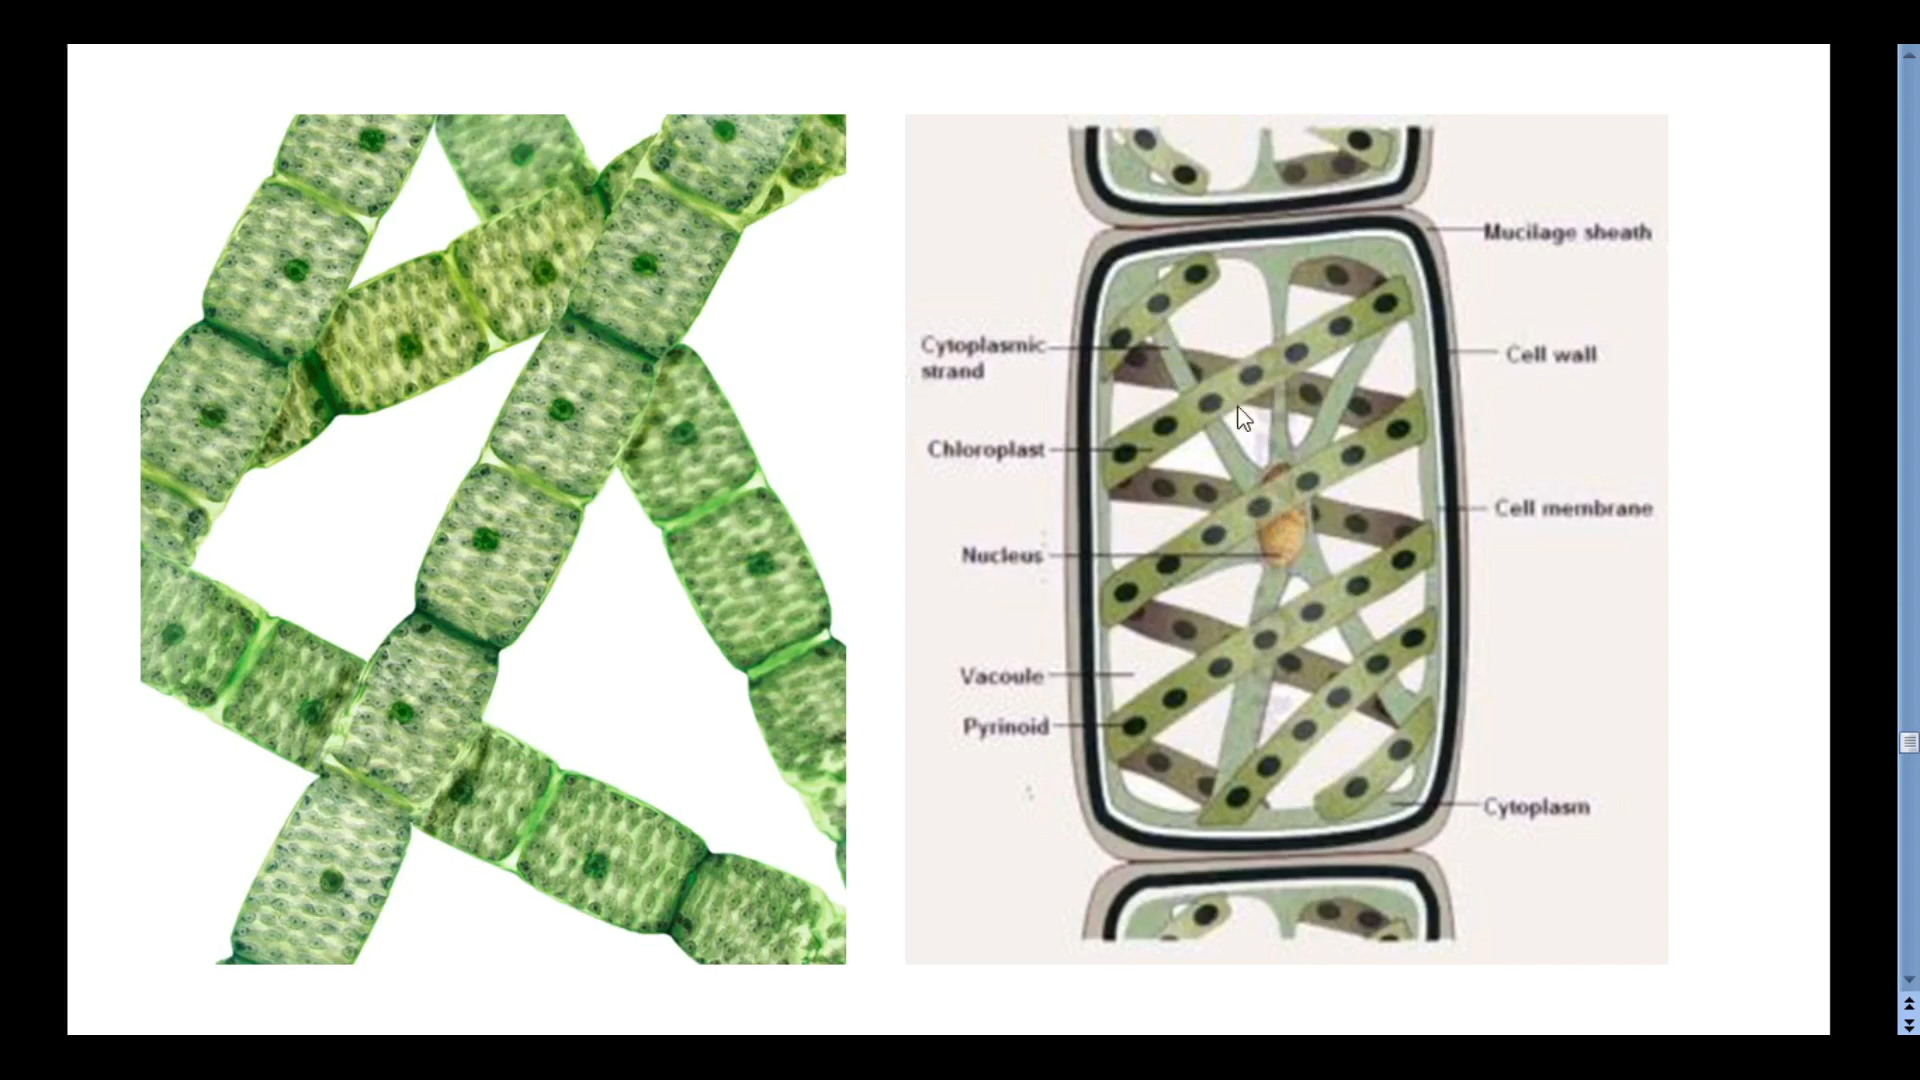 Mucilage sheath
Cytoplasmic
strand
Cell wall
Chloroplast
Cell membrane
Nucleus
Vacoule
Pyrinoid
Cytoplasm